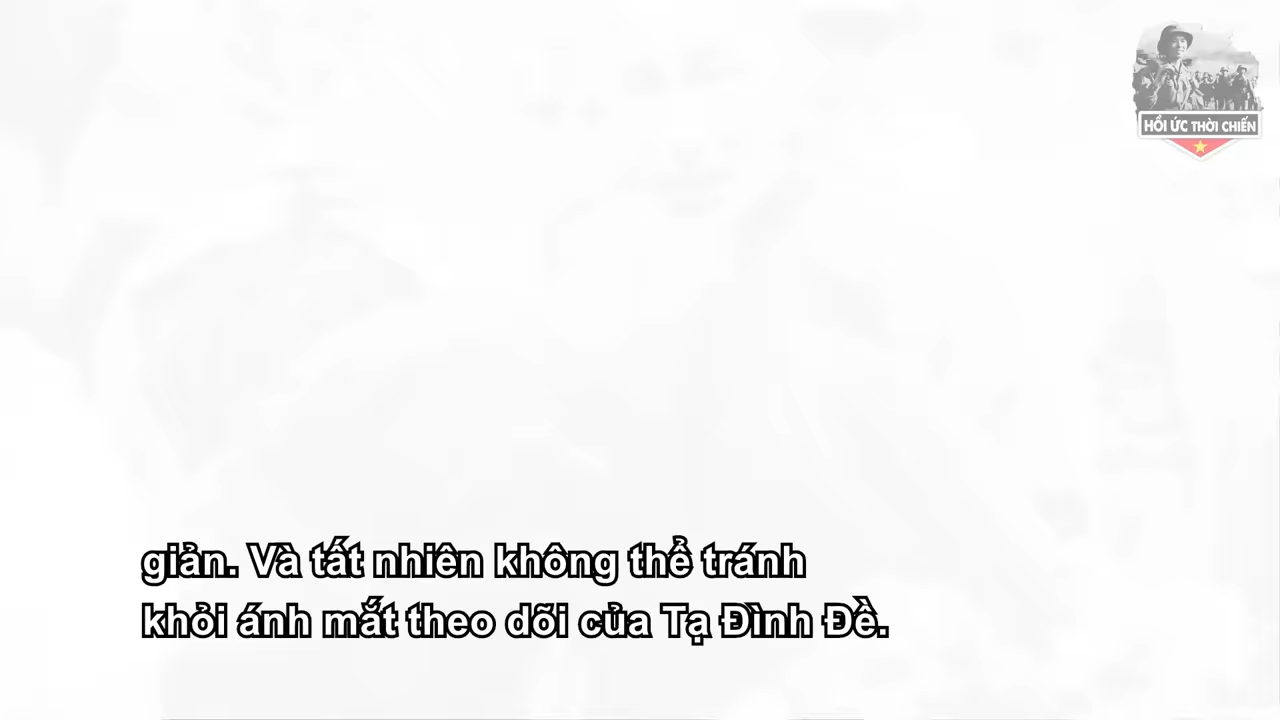 HỒI ỨC THỜI CHIẾN
giản. Và tất nhiên không thể tránh
khỏi ánh mắt theo dõi của Tạ Đình Đề.